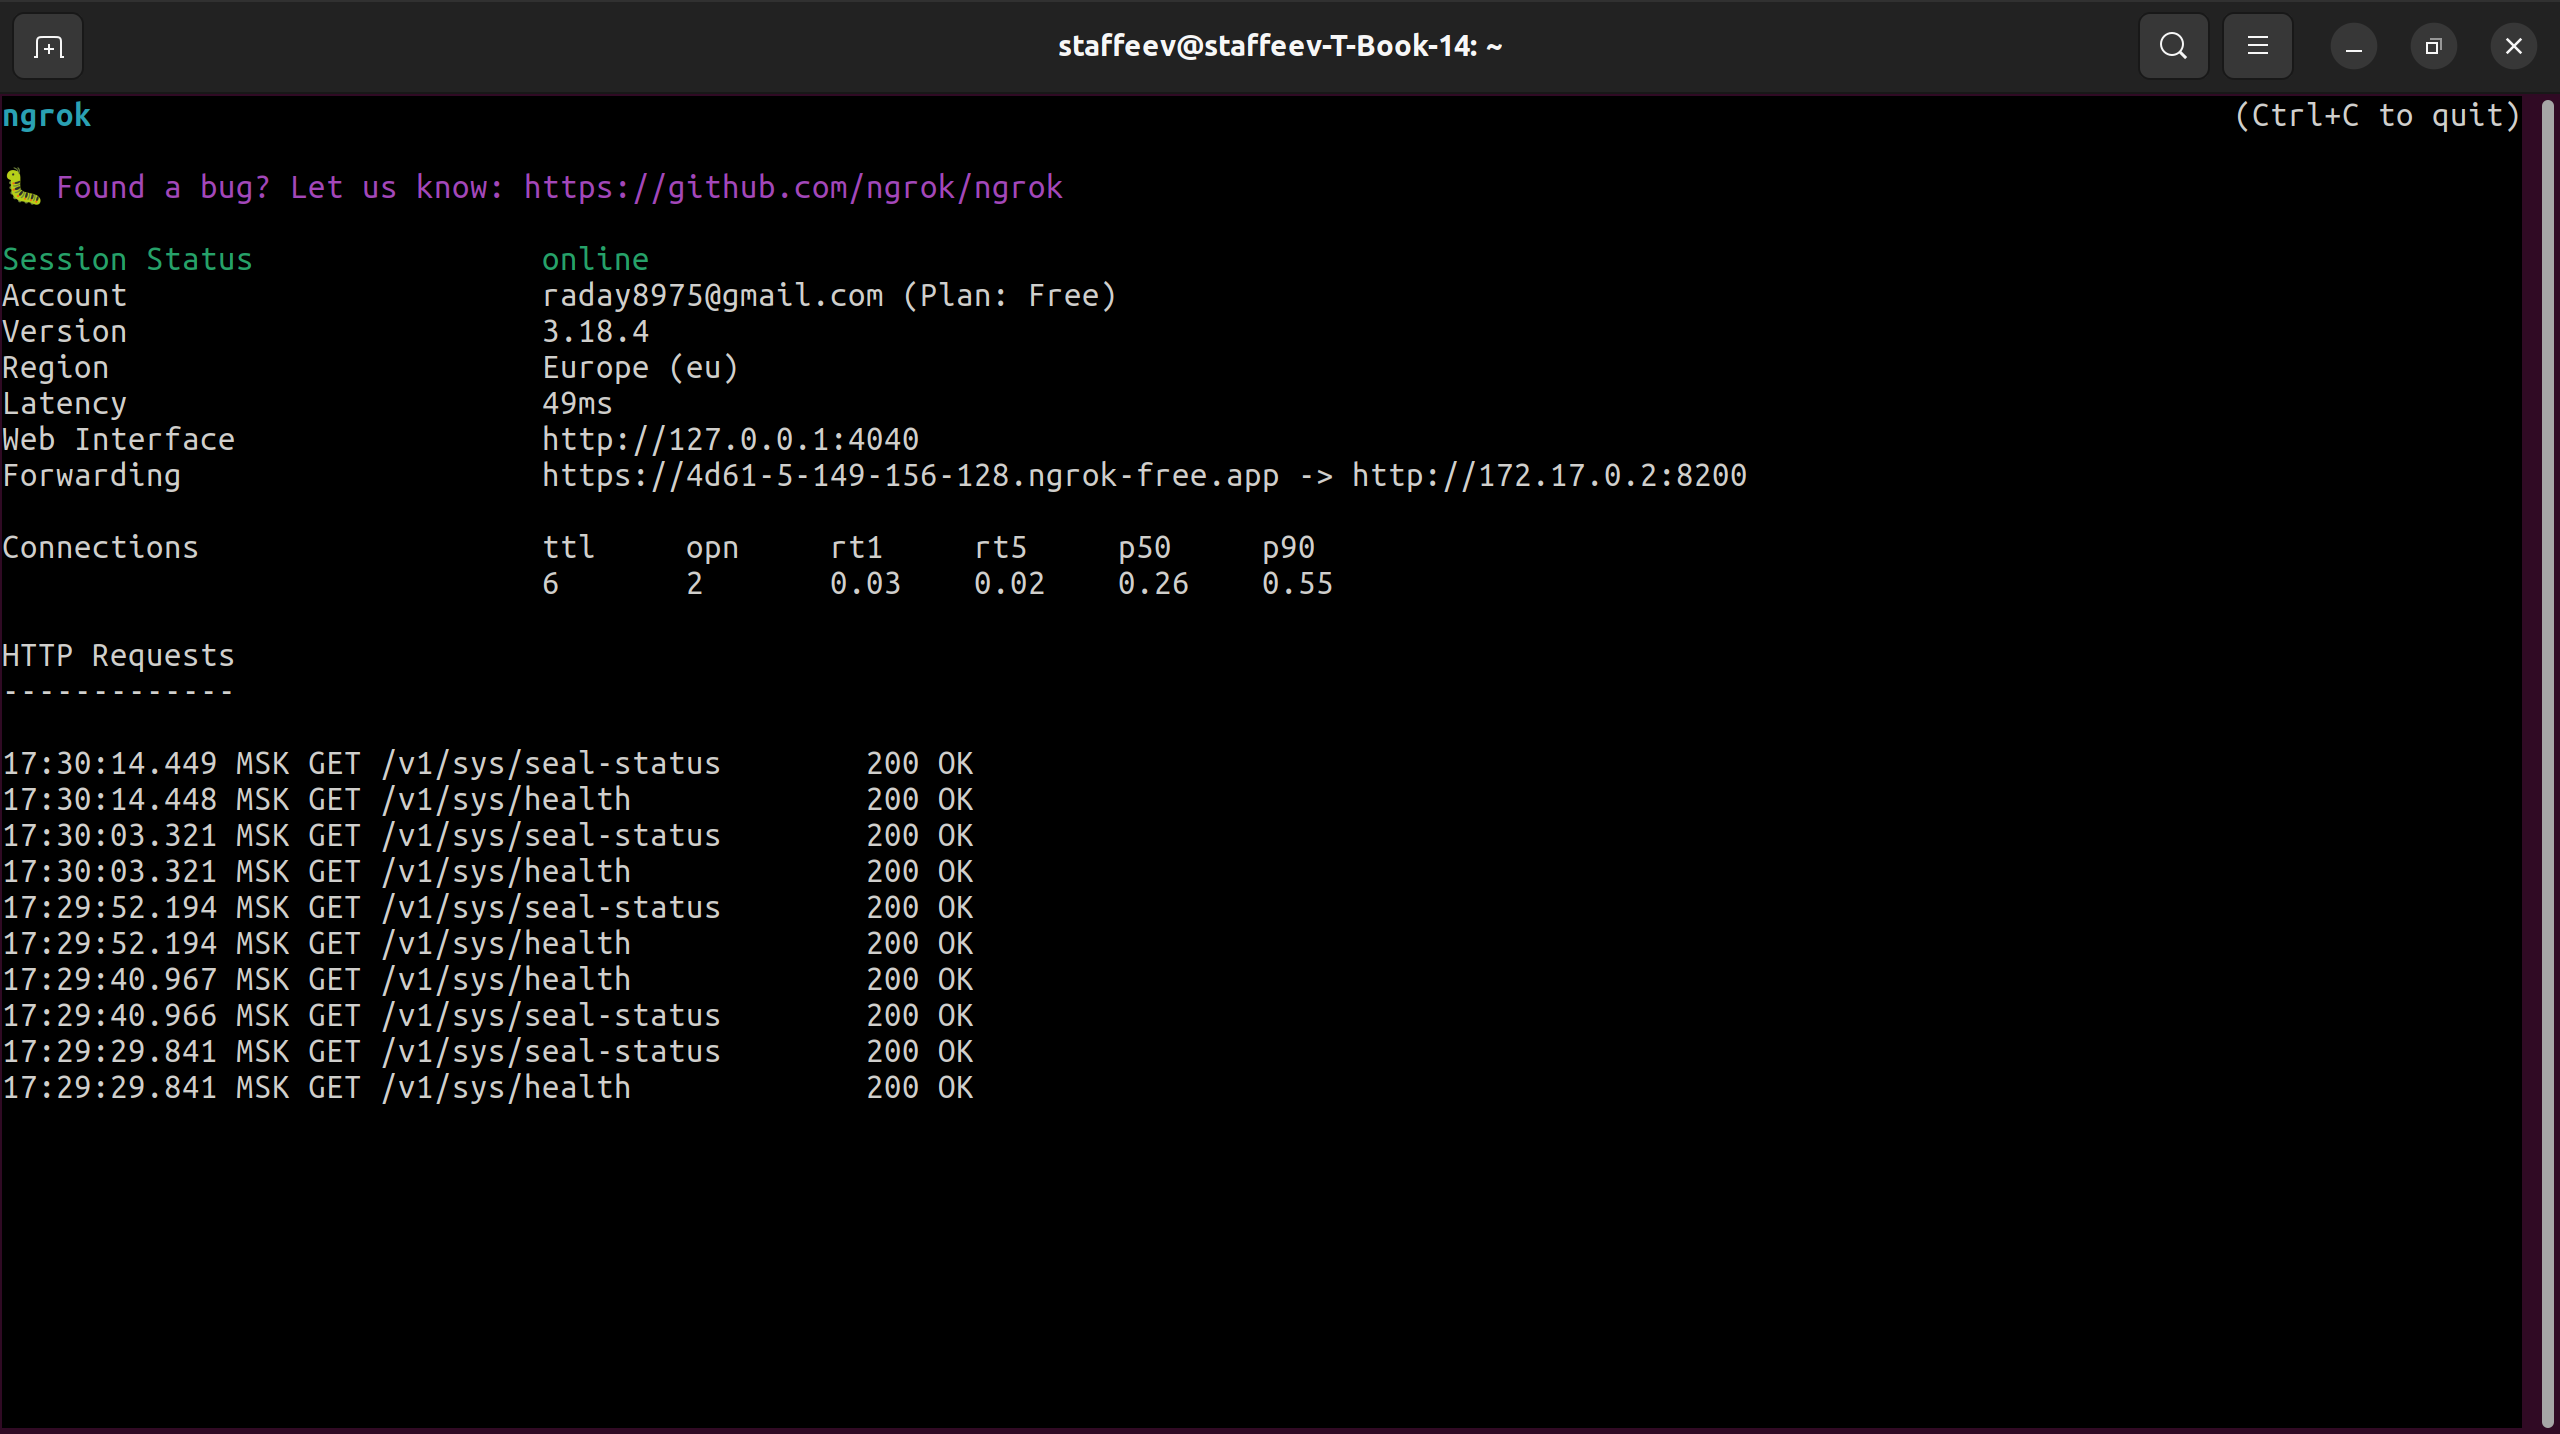 staffeev@staffeev-T-Book-14: ~
ngrok (Ctrl+C to quit)
🐛 Found a bug? Let us know: https://github.com/ngrok/ngrok
Session Status online
Account raday8975@gmail.com (Plan: Free)
Version 3.18.4
Region Europe (eu)
Latency 49ms
Web Interface http://127.0.0.1:4040
Forwarding https://4d61-5-149-156-128.ngrok-free.app -> http://172.17.0.2:8200
Connections ttl opn rt1 rt5 p50 p90
6 2 0.03 0.02 0.26 0.55
HTTP Requests
-------------
17:30:14.449 MSK GET /v1/sys/seal-status 200 OK
17:30:14.448 MSK GET /v1/sys/health 200 OK
17:30:03.321 MSK GET /v1/sys/seal-status 200 OK
17:30:03.321 MSK GET /v1/sys/health 200 OK
17:29:52.194 MSK GET /v1/sys/seal-status 200 OK
17:29:52.194 MSK GET /v1/sys/health 200 OK
17:29:40.967 MSK GET /v1/sys/health 200 OK
17:29:40.966 MSK GET /v1/sys/seal-status 200 OK
17:29:29.841 MSK GET /v1/sys/seal-status 200 OK
17:29:29.841 MSK GET /v1/sys/health 200 OK